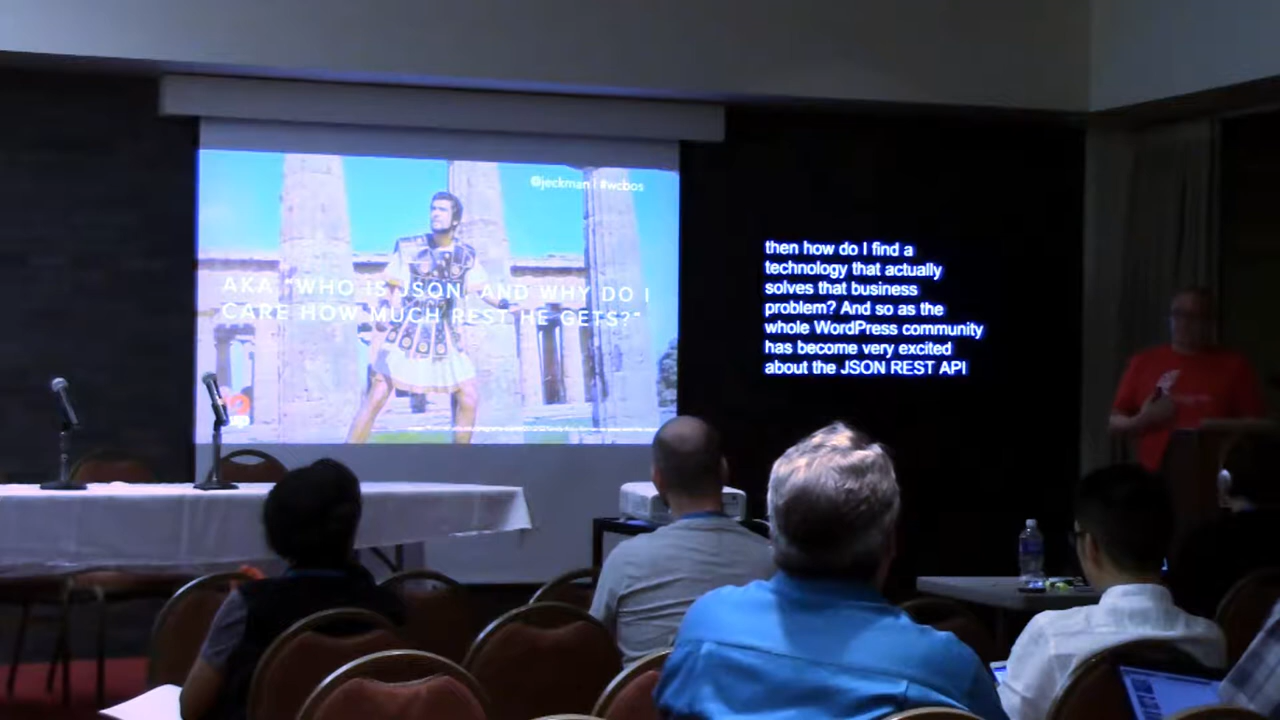 @jeckman | #wcbos
AKA "WHO IS JSON, AND WHY DO I
CARE HOW MUCH REST HE GETS?"
then how do I find a
technology that actually
solves that business
problem? And so as the
whole WordPress community
has become very excited
about the JSON REST API